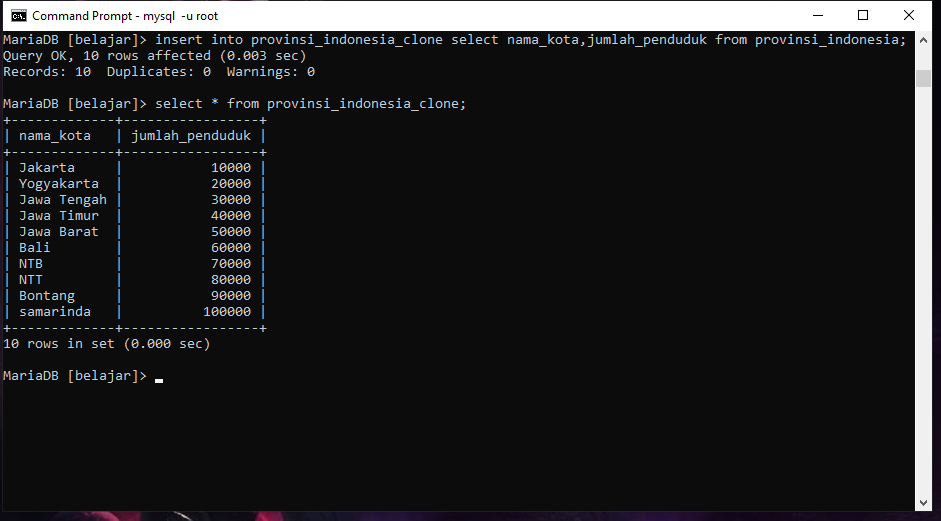 Command Prompt - mysql  -u root
MariaDB [belajar]> insert into provinsi_indonesia_clone select nama_kota,jumlah_penduduk from provinsi_indonesia;
Query OK, 10 rows affected (0.003 sec)
Records: 10  Duplicates: 0  Warnings: 0
MariaDB [belajar]> select * from provinsi_indonesia_clone;
+-------------+-----------------+
| nama_kota   | jumlah_penduduk |
+-------------+-----------------+
| Jakarta     |           10000 |
| Yogyakarta  |           20000 |
| Jawa Tengah |           30000 |
| Jawa Timur  |           40000 |
| Jawa Barat  |           50000 |
| Bali        |           60000 |
| NTB         |           70000 |
| NTT         |           80000 |
| Bontang     |           90000 |
| samarinda   |          100000 |
+-------------+-----------------+
10 rows in set (0.000 sec)
MariaDB [belajar]>